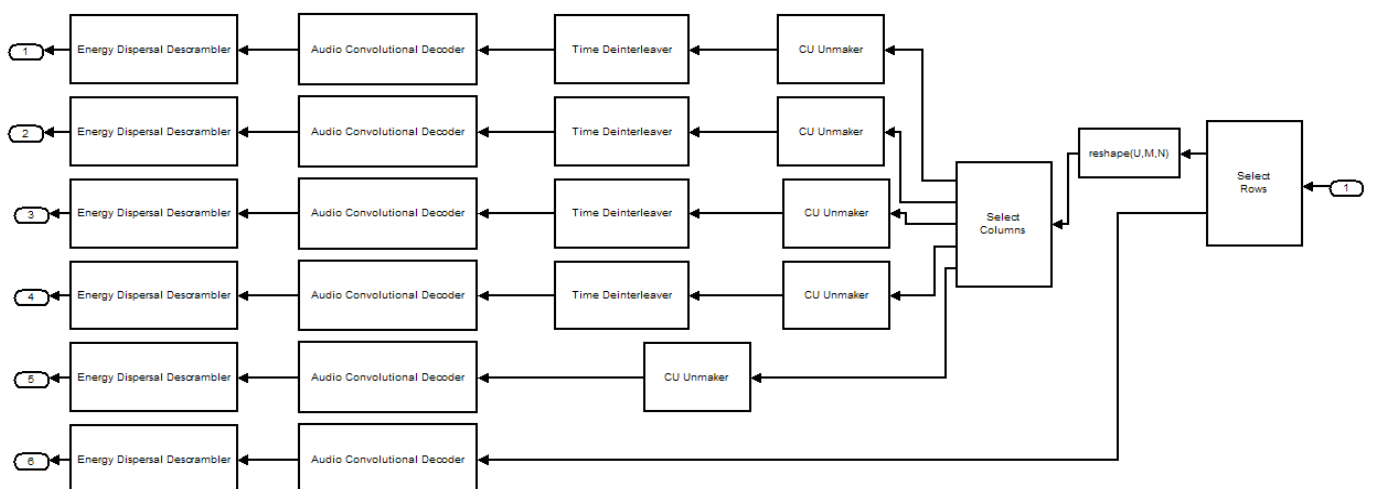 1
Energy Dispersal Descrambler
Audio Convolutional Decoder
Time Deinterleaver
CU Unmaker
2
Energy Dispersal Descrambler
Audio Convolutional Decoder
Time Deinterleaver
CU Unmaker
reshape(U,M,N)
Select
Rows
1
3
Energy Dispersal Descrambler
Audio Convolutional Decoder
Time Deinterleaver
CU Unmaker
Select
Columns
4
Energy Dispersal Descrambler
Audio Convolutional Decoder
Time Deinterleaver
CU Unmaker
5
Energy Dispersal Descrambler
Audio Convolutional Decoder
CU Unmaker
6
Energy Dispersal Descrambler
Audio Convolutional Decoder